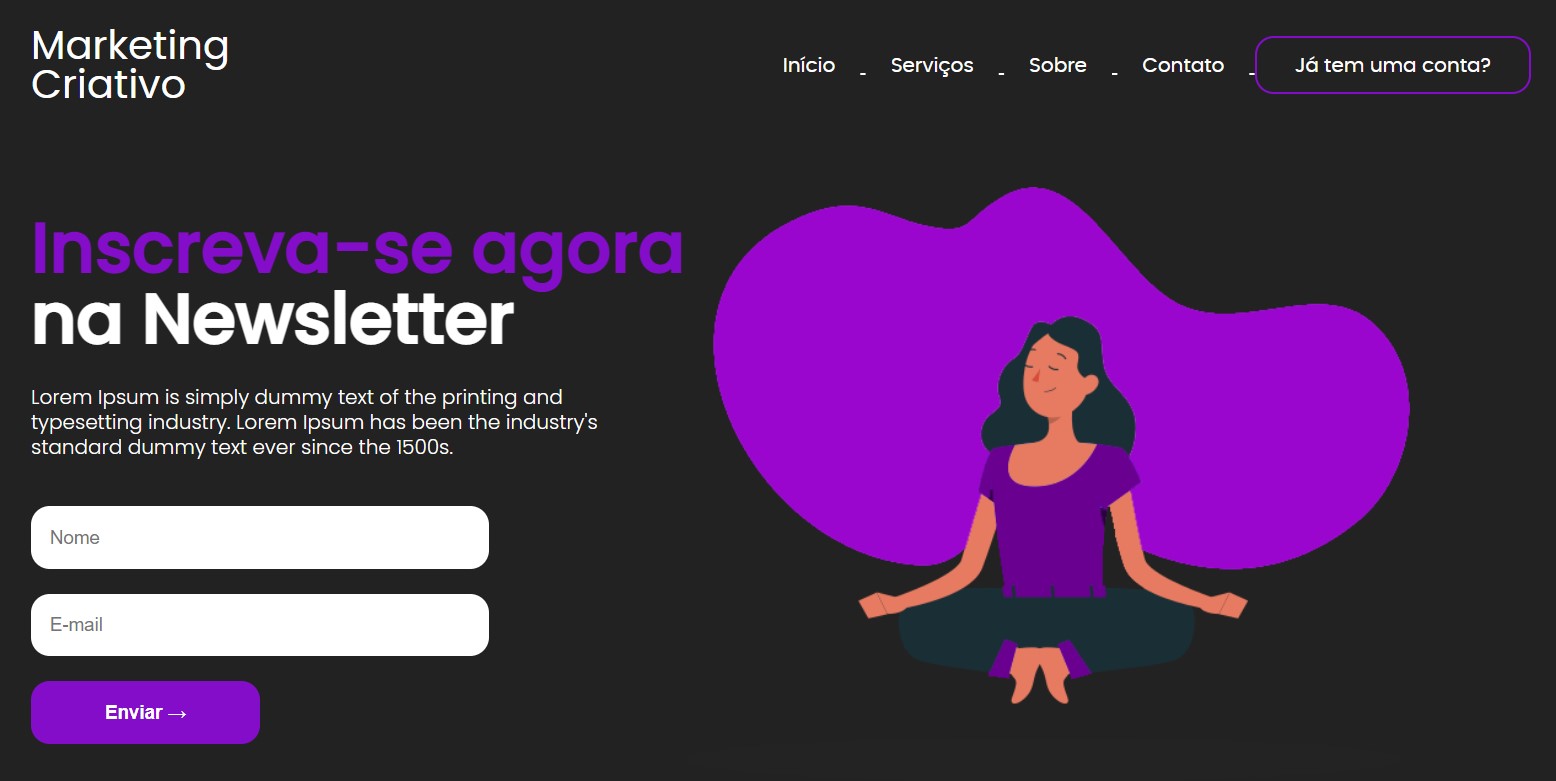 Marketing
Criativo
Início Serviços Sobre Contato Já tem uma conta?
Inscreva-se agora
na Newsletter
Lorem Ipsum is simply dummy text of the printing and
typesetting industry. Lorem Ipsum has been the industry's
standard dummy text ever since the 1500s.
Nome
E-mail
Enviar →